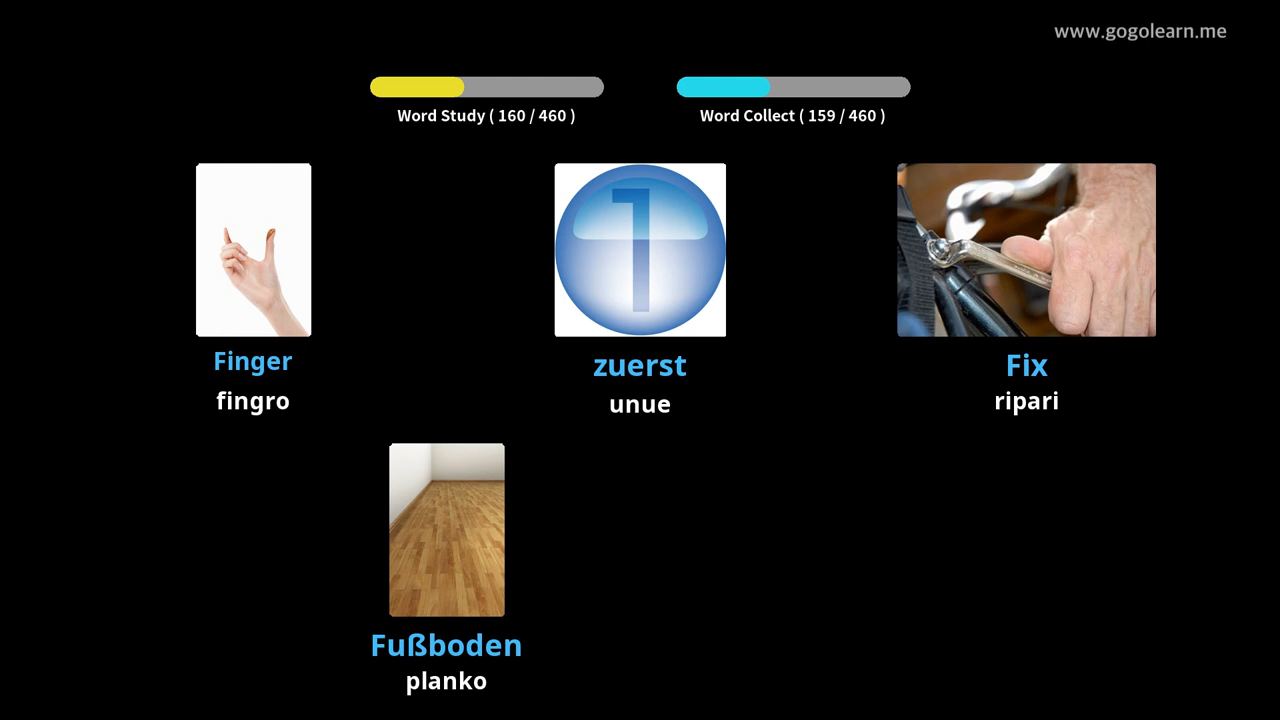 www.gogolearn.me
Word Study ( 160 / 460 )
Word Collect ( 159 / 460 )
1
Finger
fingro
zuerst
unue
Fix
ripari
Fußboden
planko